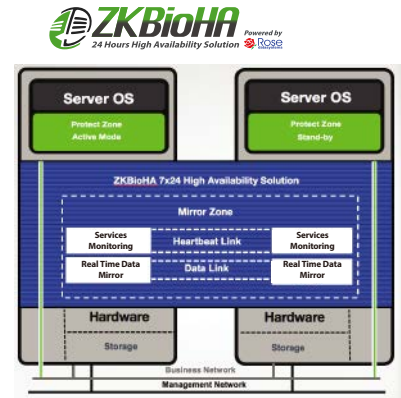 ZKBioHA
24 Hours High Availability Solution
Powered by
Rose
Server OS
Protect Zone
Active Mode
Server OS
Protect Zone
Stand-by
ZKBioHA 7x24 High Availability Solution
Mirror Zone
Services
Monitoring
Heartbeat Link
Services
Monitoring
Real Time Data
Mirror
Data Link
Real Time Data
Mirror
Hardware
Storage
Hardware
Storage
Business Network
Management Network